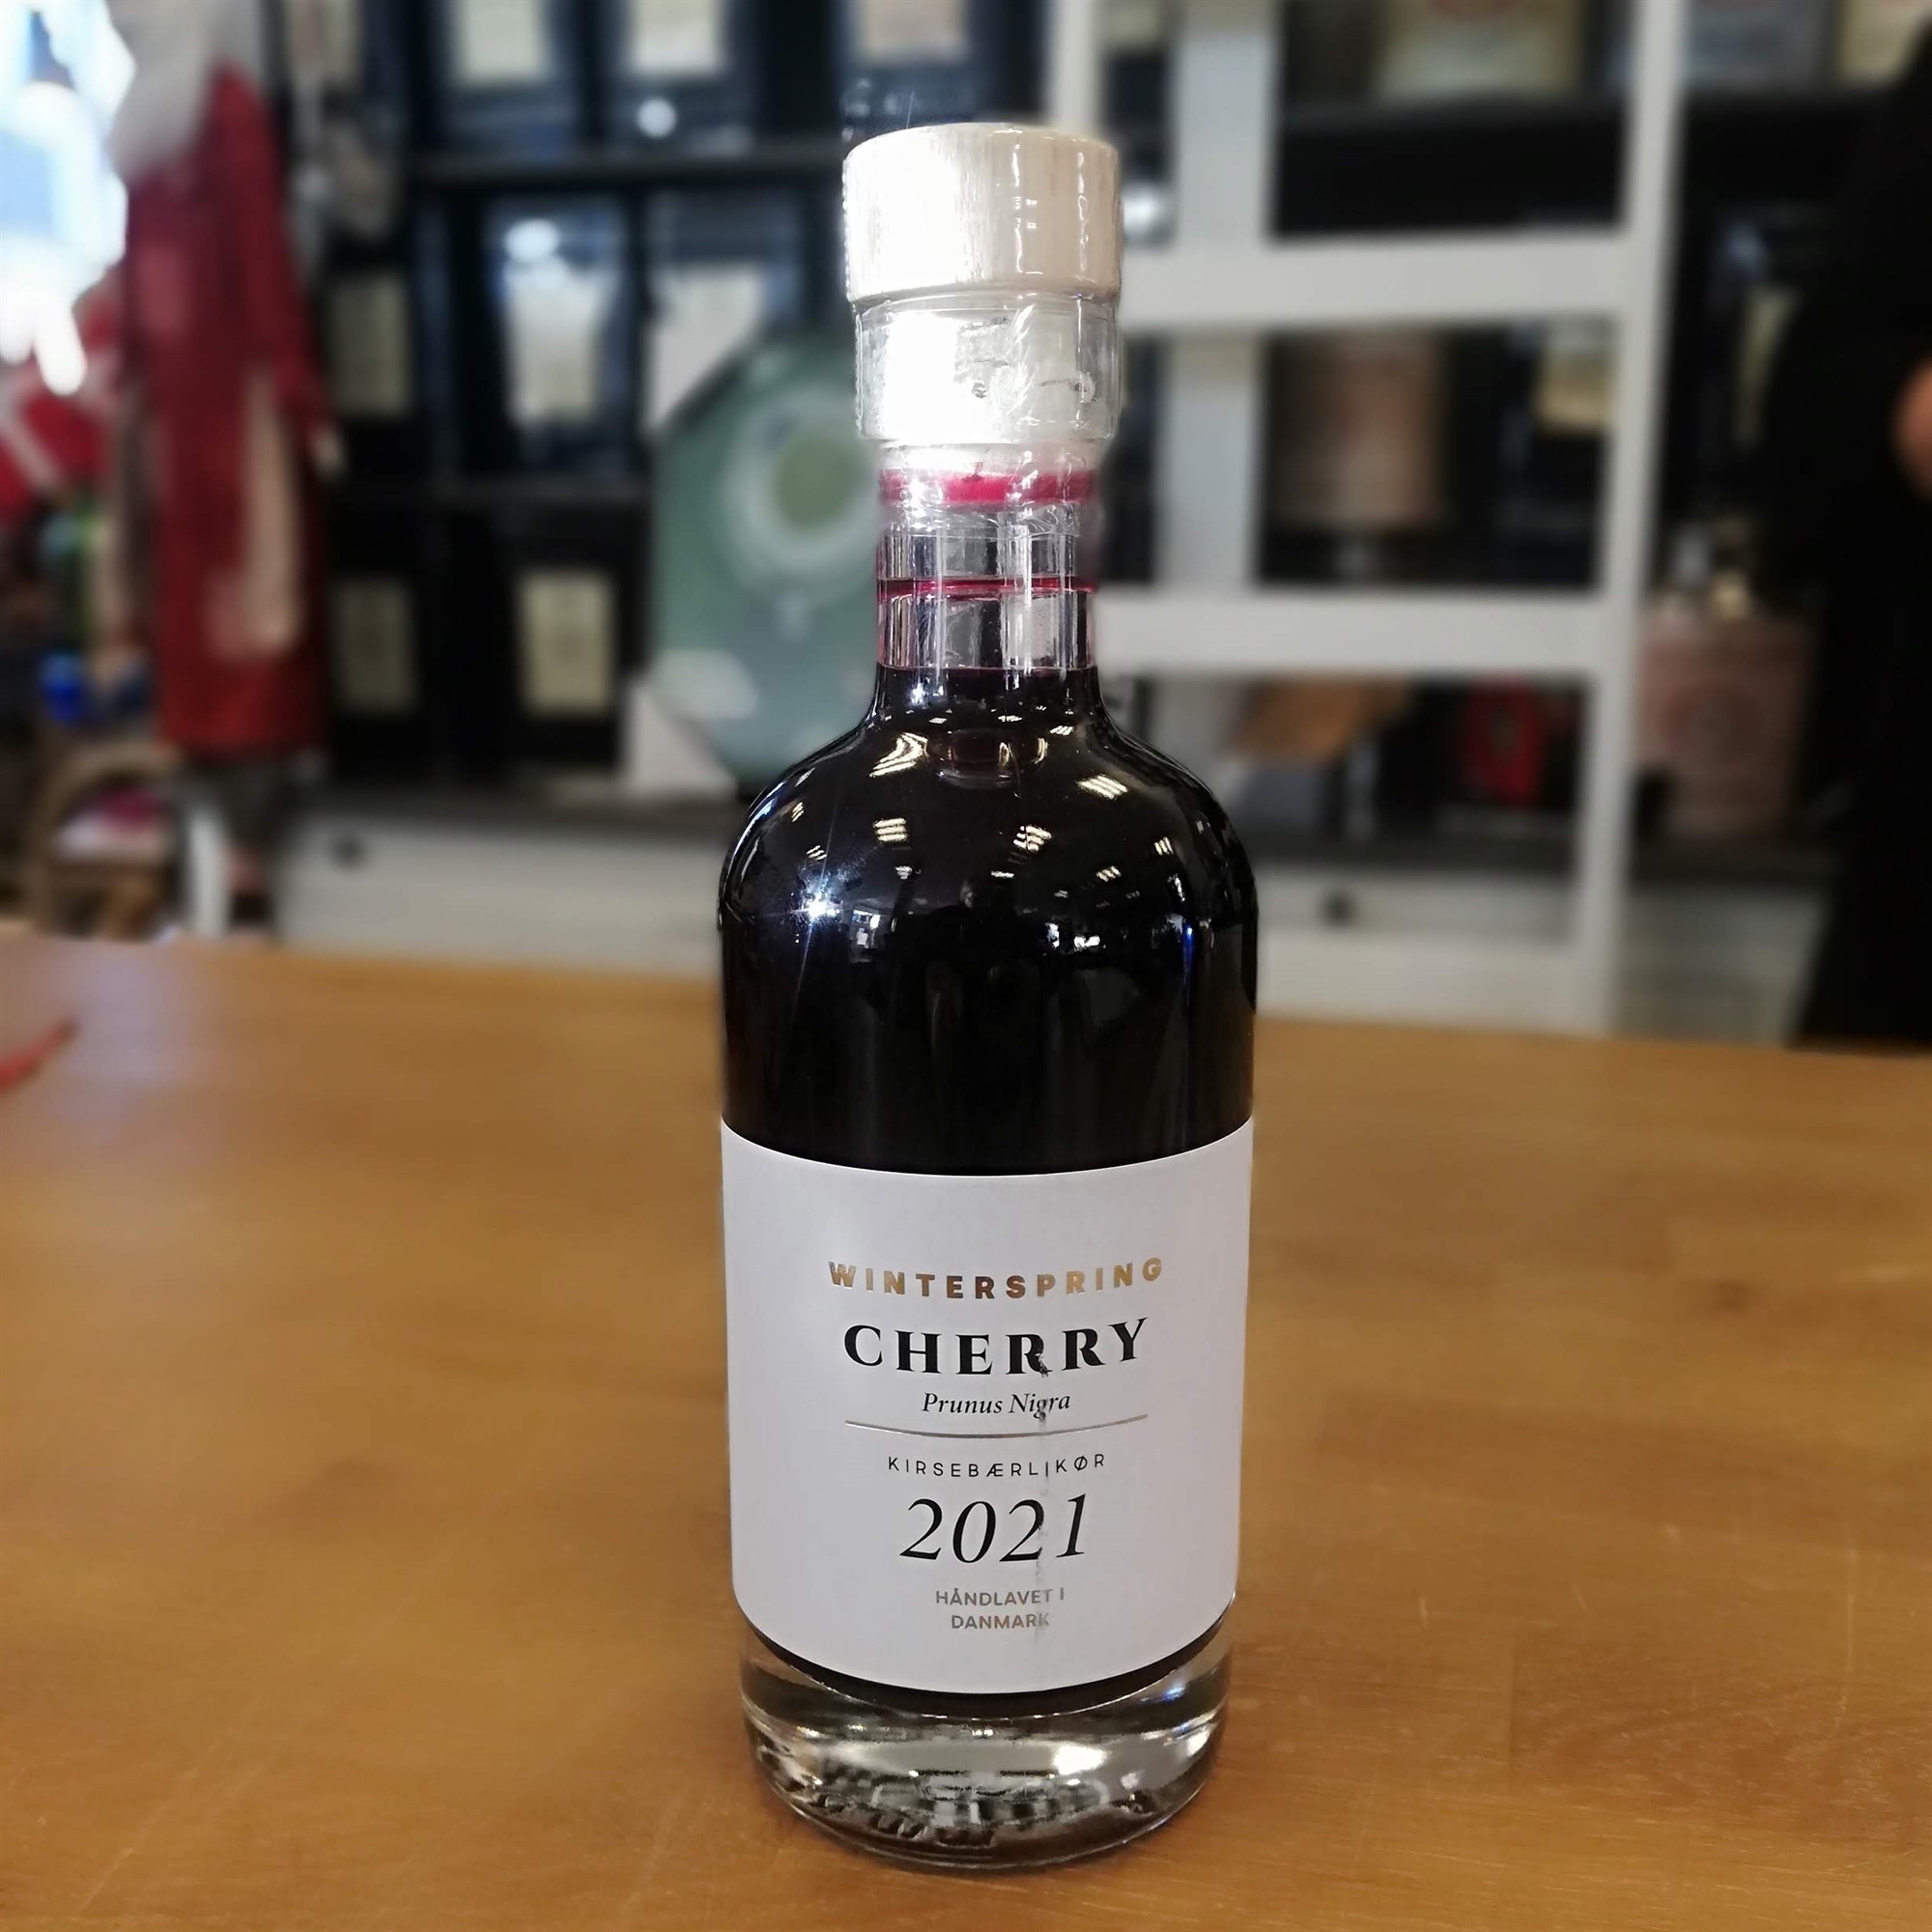 WINTERSPRING
CHERRY
Prunus Nigra
KIRSEBÆRLIKØR
2021
HÅNDLAVET I
DANMARK